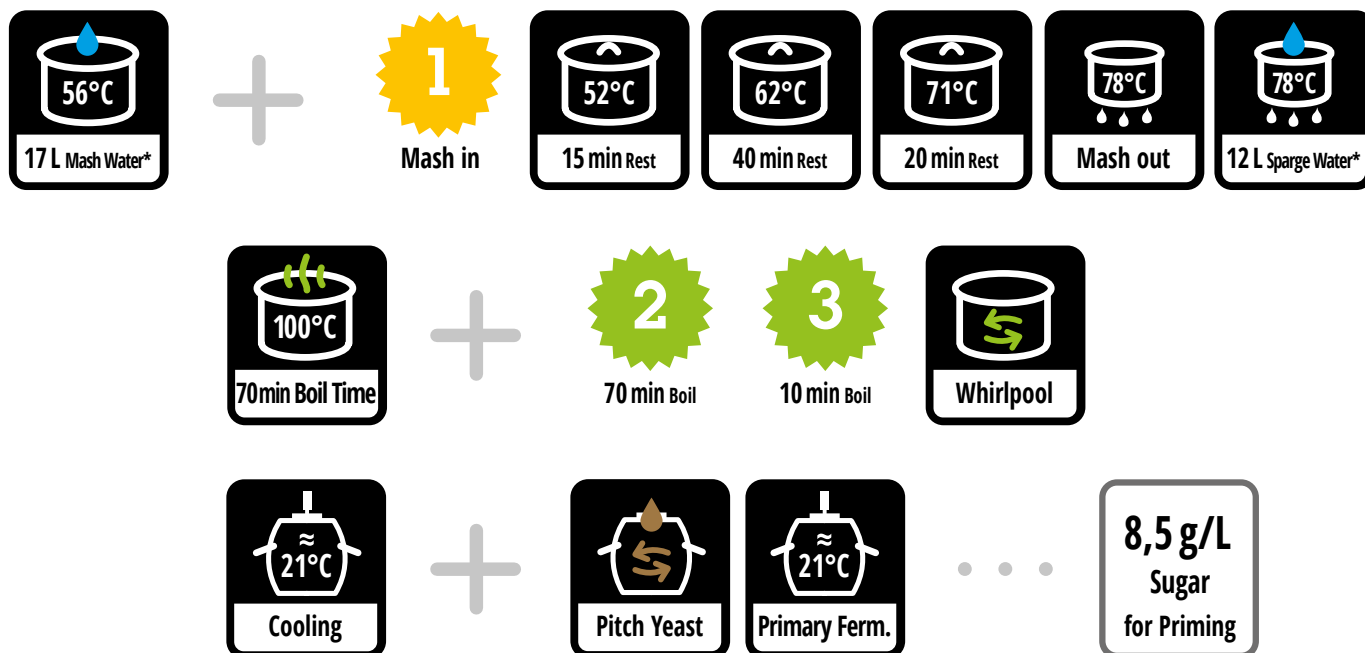 56°C
17 L Mash Water*
1
Mash in
52°C
15 min Rest
62°C
40 min Rest
71°C
20 min Rest
78°C
Mash out
78°C
12 L Sparge Water*
100°C
70min Boil Time
2
70 min Boil
3
10 min Boil
Whirlpool
≈
21°C
Cooling
Pitch Yeast
≈
21°C
Primary Ferm.
8,5 g/L
Sugar
for Priming